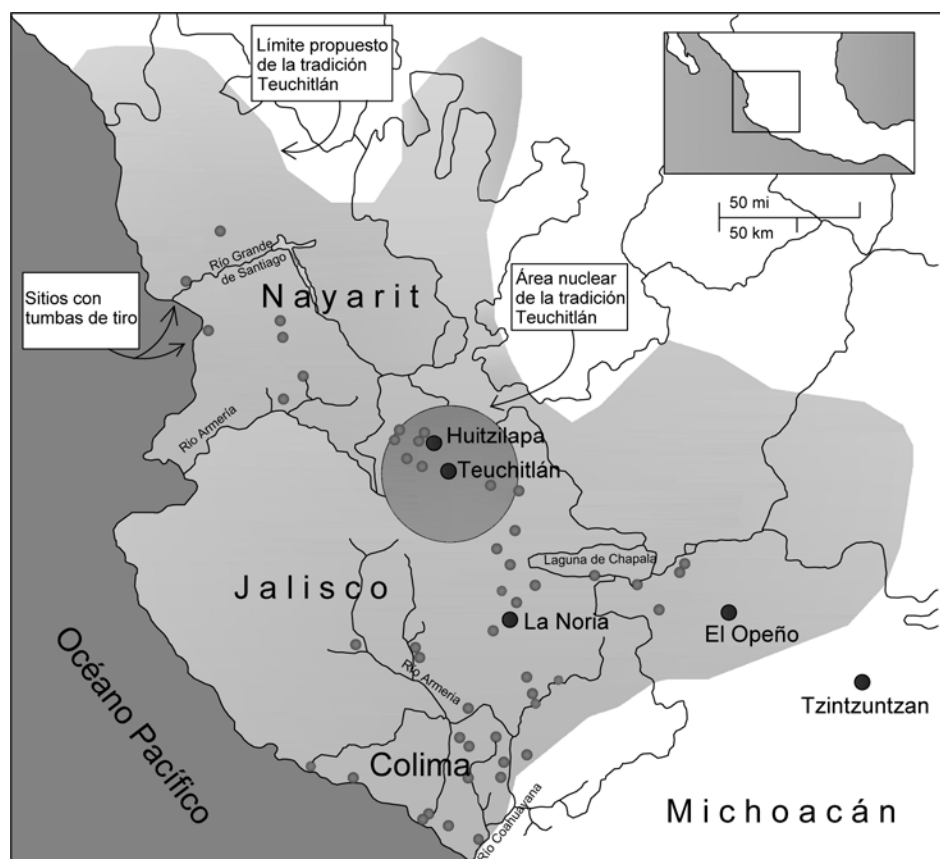 Límite propuesto
de la tradición
Teuchitlán
50 mi
50 km
Río Grande
de Santiago
Área nuclear
de la tradición
Teuchitlán
Sitios con
tumbas de tiro
Nayarit
Río Armería
Huitzilapa
Teuchitlán
Laguna de Chapala
Jalisco
La Noria
El Opeño
Océano Pacífico
Río Armería
Tzintzuntzan
Colima
Río Coahuayana
Michoacán